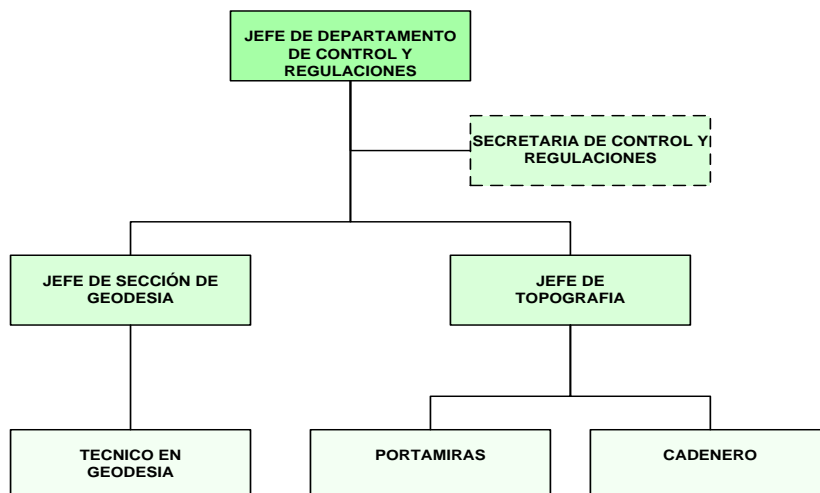 JEFE DE DEPARTAMENTO
DE CONTROL Y
REGULACIONES
SECRETARIA DE CONTROL Y
REGULACIONES
JEFE DE SECCIÓN DE
GEODESIA
JEFE DE
TOPOGRAFIA
TECNICO EN
GEODESIA
PORTAMIRAS
CADENERO